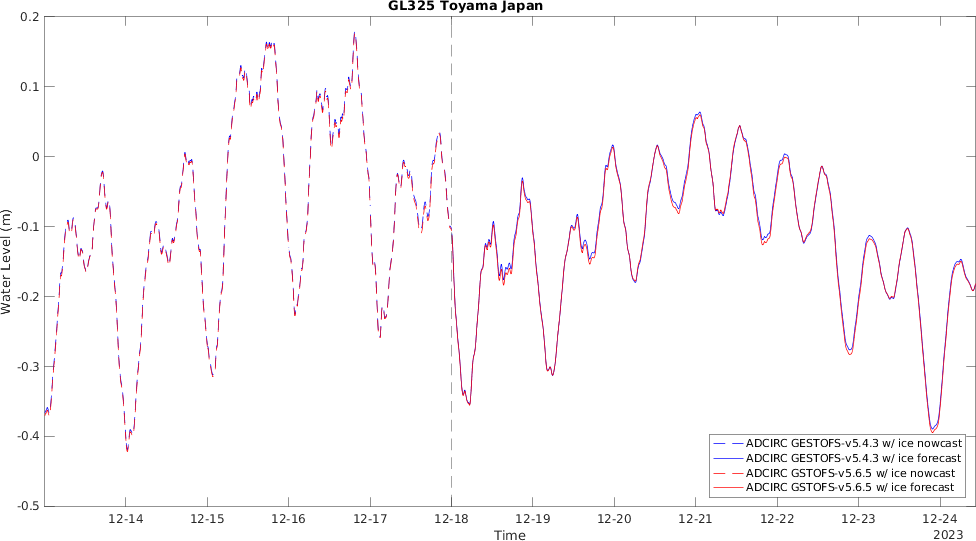 GL325 Toyama Japan
Water Level (m)
0.2
0.1
0
-0.1
-0.2
-0.3
-0.4
-0.5
ADCIRC GESTOFS-v5.4.3 w/ ice nowcast
ADCIRC GESTOFS-v5.4.3 w/ ice forecast
ADCIRC GSTOFS-v5.6.5 w/ ice nowcast
ADCIRC GSTOFS-v5.6.5 w/ ice forecast
12-14 12-15 12-16 12-17 12-18 12-19 12-20 12-21 12-22 12-23 12-24
Time
2023